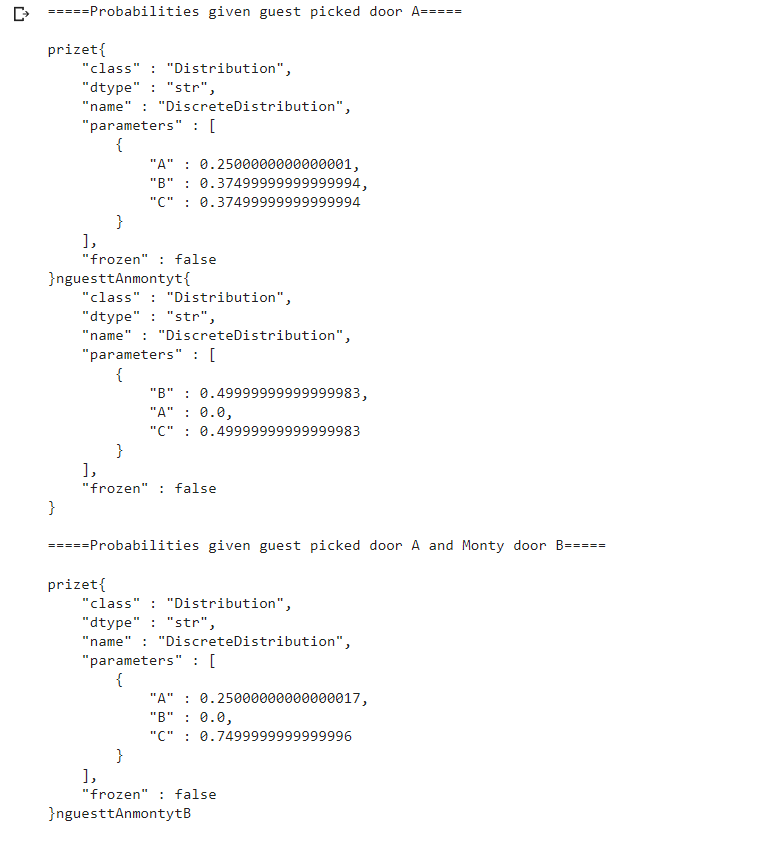 =====Probabilities given guest picked door A=====
prizet{
"class" : "Distribution",
"dtype" : "str",
"name" : "DiscreteDistribution",
"parameters" : [
{
"A" : 0.2500000000000001,
"B" : 0.37499999999999994,
"C" : 0.37499999999999994
}
],
"frozen" : false
}nguesttAnmontyt{
"class" : "Distribution",
"dtype" : "str",
"name" : "DiscreteDistribution",
"parameters" : [
{
"B" : 0.49999999999999983,
"A" : 0.0,
"C" : 0.49999999999999983
}
],
"frozen" : false
}
=====Probabilities given guest picked door A and Monty door B=====
prizet{
"class" : "Distribution",
"dtype" : "str",
"name" : "DiscreteDistribution",
"parameters" : [
{
"A" : 0.25000000000000017,
"B" : 0.0,
"C" : 0.7499999999999996
}
],
"frozen" : false
}nguesttAnmontytB